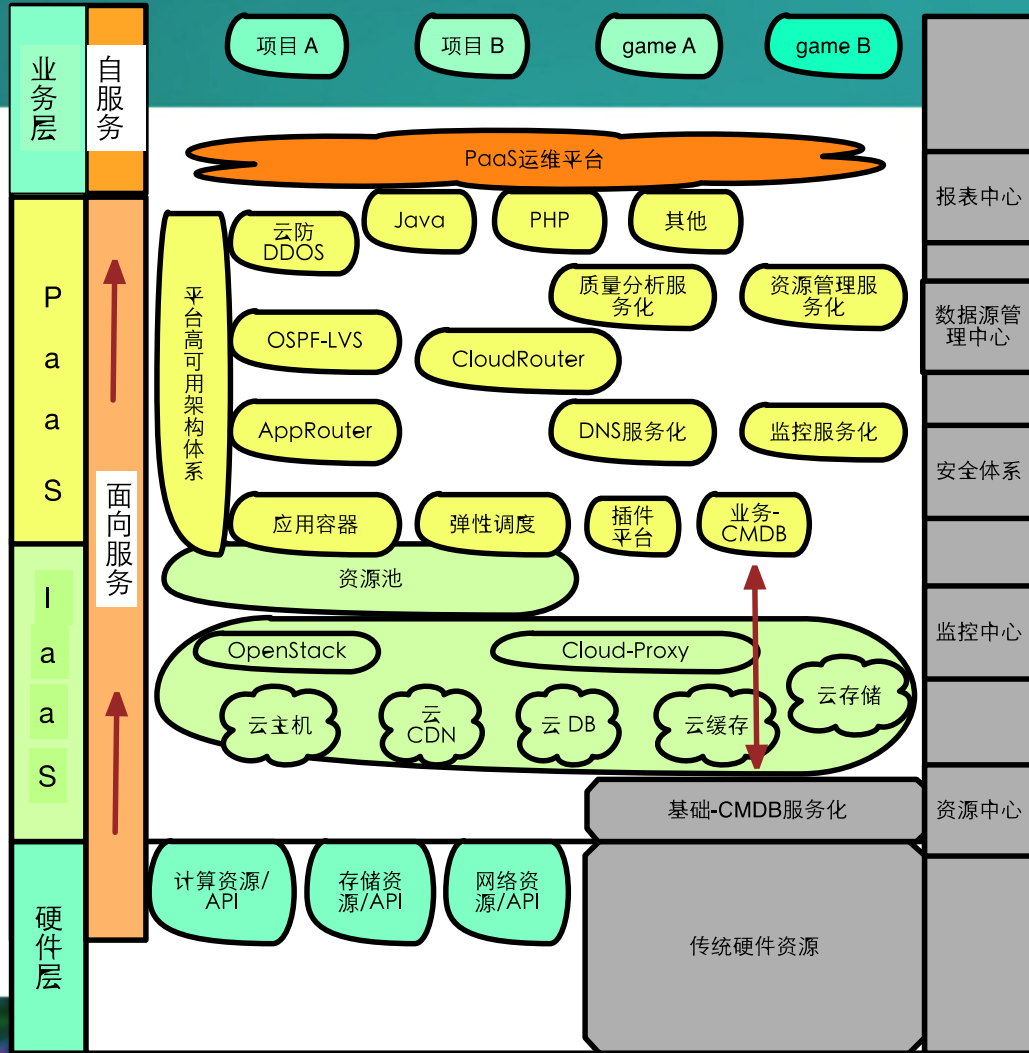 业务层
自服务
项目 A
项目 B
game A
game B
PaaS运维平台
PaaS
面向服务
平台高可用架构体系
云防
DDOS
Java
PHP
其他
质量分析服
务化
资源管理服
务化
OSPF-LVS
CloudRouter
AppRouter
DNS服务化
监控服务化
应用容器
弹性调度
插件
平台
业务-
CMDB
IaaS
资源池
OpenStack
Cloud-Proxy
云主机
云
CDN
云 DB
云缓存
云存储
基础-CMDB服务化
硬件层
计算资源/
API
存储资
源/API
网络资
源/API
传统硬件资源
报表中心
数据源管
理中心
安全体系
监控中心
资源中心